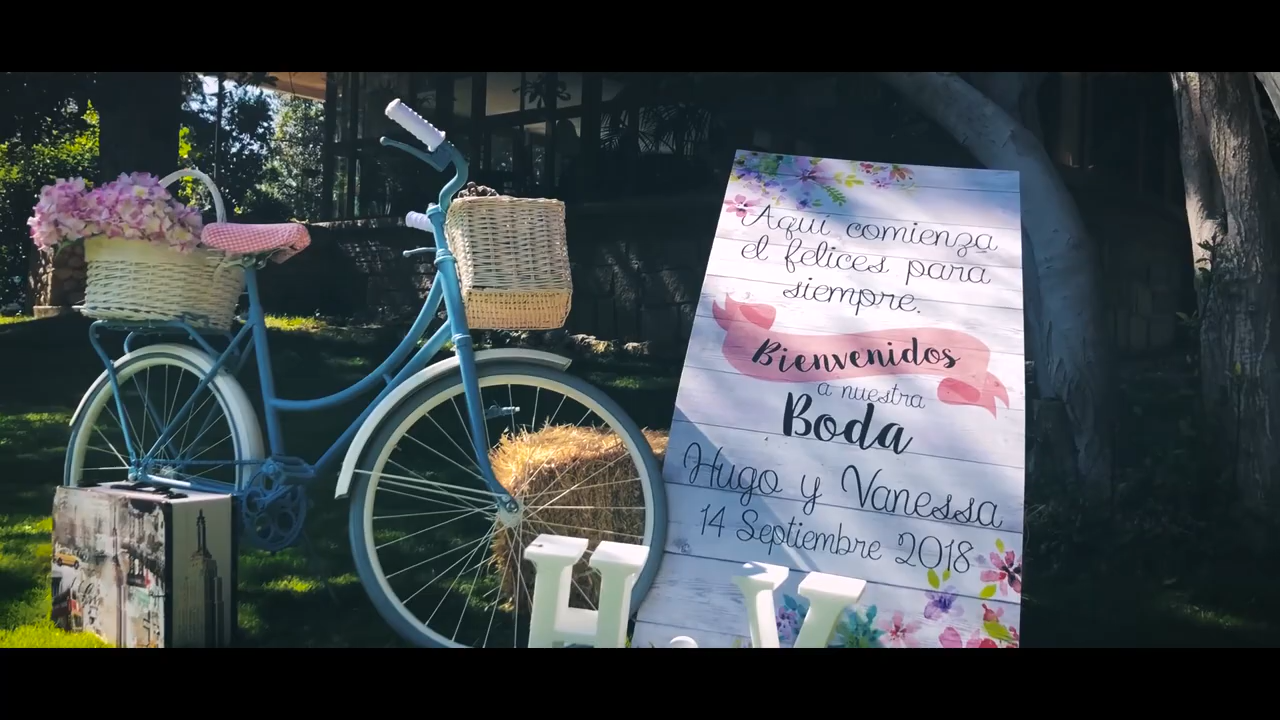 Aquí comienza
el felices para
siempre.
Bienvenidos
a nuestra
Boda
Hugo y Vanessa
14 Septiembre 2018
H & V